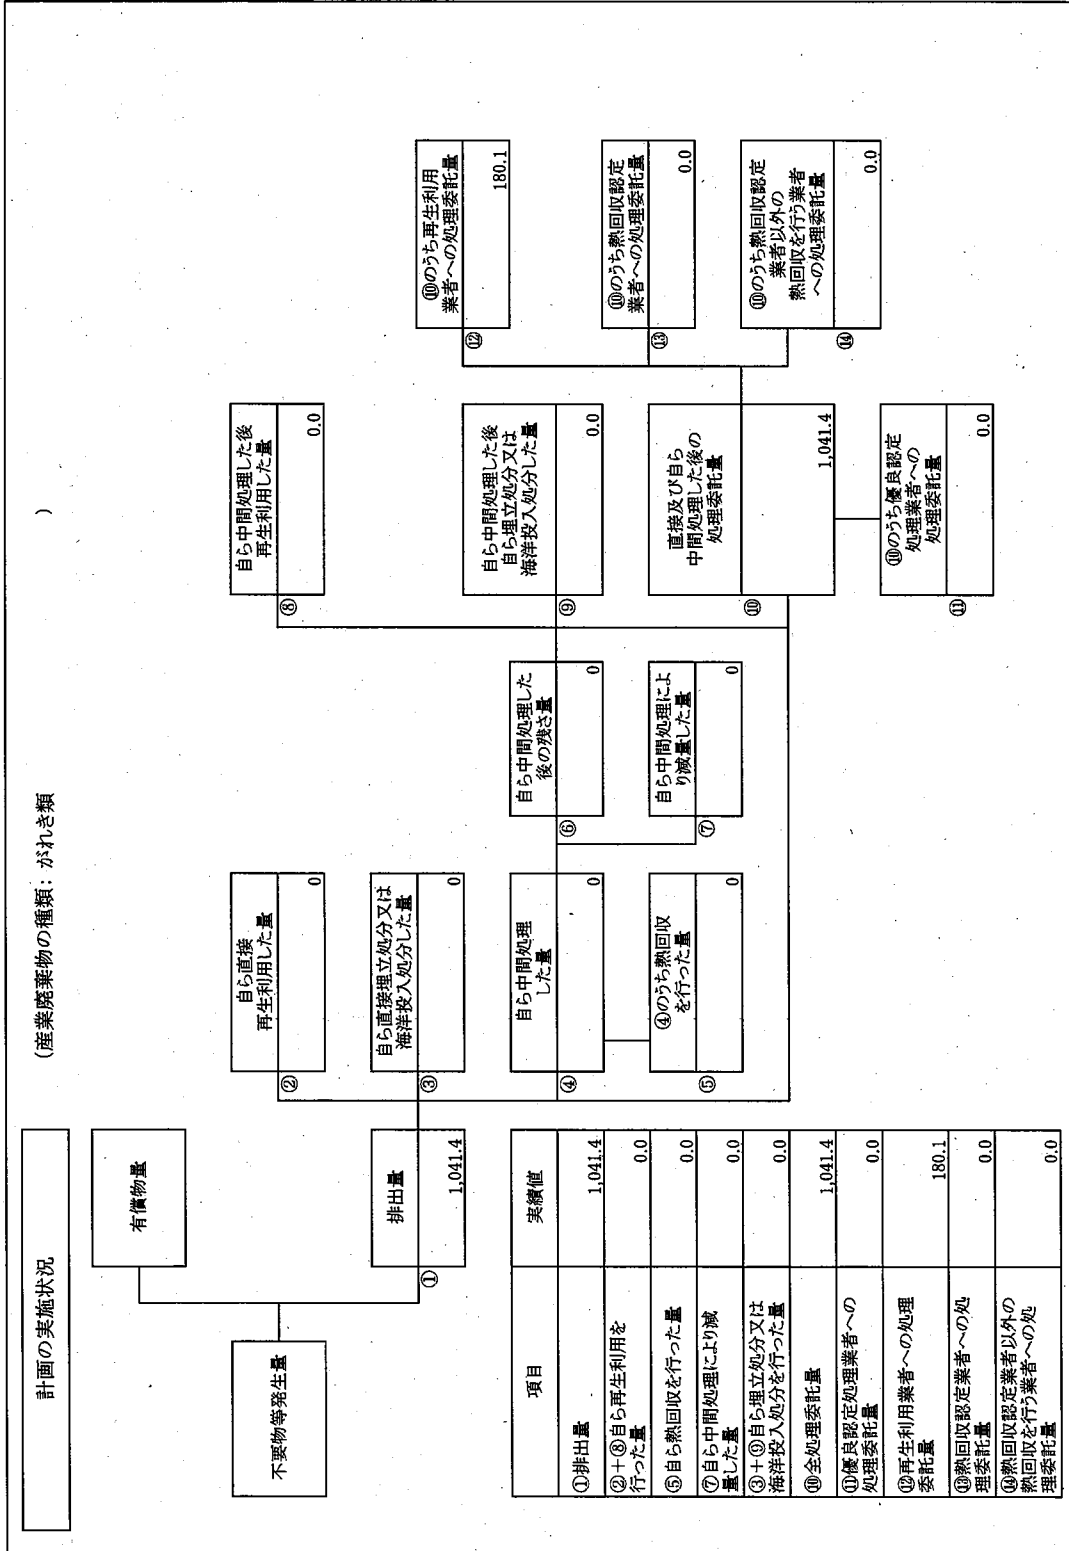 計画の実施状況
(産業廃棄物の種類: がれき類
)
不要物等発生量
有償物量
排出量
①
1,041.4
自ら直接
再生利用した量
②
0
自ら直接埋立処分又は
海洋投入処分した量
③
0
自ら中間処理
した量
④
0
④のうち熱回収
を行った量
⑤
0
自ら中間処理した
後の残さ量
⑥
0
自ら中間処理によ
り減量した量
⑦
0
自ら中間処理した後
再生利用した量
⑧
0.0
自ら中間処理した後
自ら埋立処分又は
海洋投入処分した量
⑨
0.0
直接及び自ら
中間処理した後の
処理委託量
⑩
1,041.4
⑩のうち優良認定
処理業者への
処理委託量
⑪
0.0
⑩のうち再生利用
業者への処理委託量
⑫
180.1
⑩のうち熱回収認定
業者への処理委託量
⑬
0.0
⑩のうち熱回収認定
業者以外の
熱回収を行う業者
への処理委託量
⑭
0.0
項目
実績値
①排出量
1,041.4
②+⑧自ら再生利用を
行った量
0.0
⑤自ら熱回収を行った量
0.0
⑦自ら中間処理により減
量した量
0.0
③+⑨自ら埋立処分又は
海洋投入処分を行った量
0.0
⑩全処理委託量
1,041.4
⑪優良認定処理業者への
処理委託量
0.0
⑫再生利用業者への処理
委託量
180.1
⑬熱回収認定業者への処
理委託量
0.0
⑭熱回収認定業者以外の
熱回収を行う業者への処
理委託量
0.0